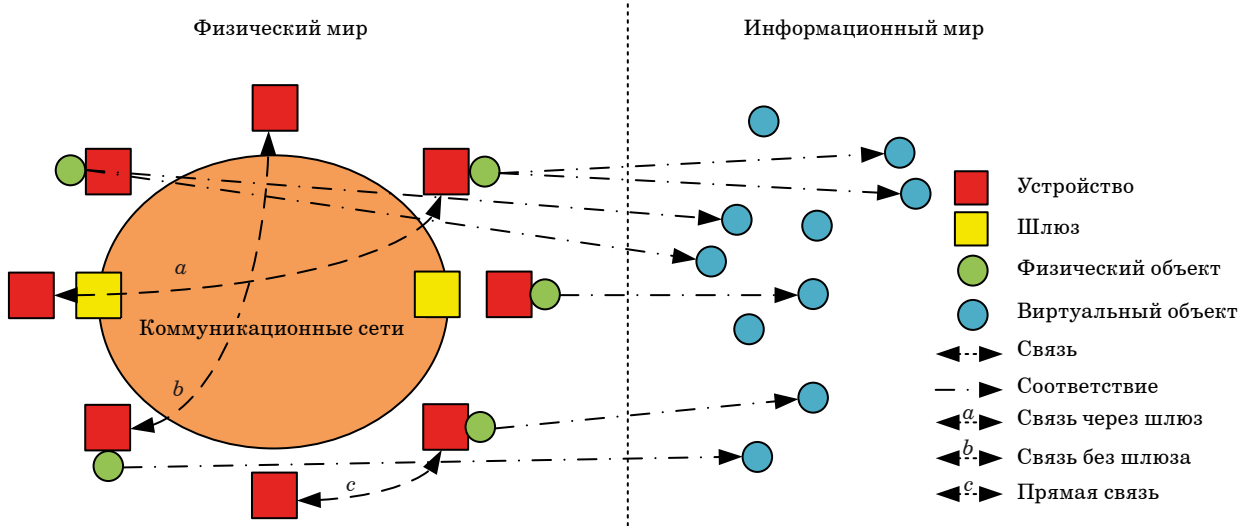 Физический мир
Информационный мир
a
Коммуникационные сети
b
c
Устройство
Шлюз
Физический объект
Виртуальный объект
Связь
Соответствие
a Связь через шлюз
b Связь без шлюза
c Прямая связь